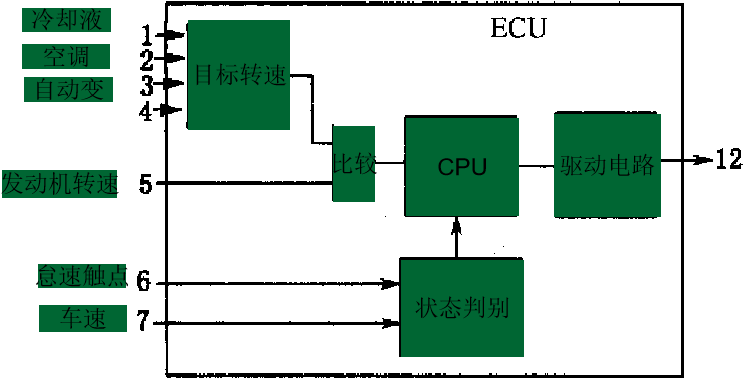 ECU
冷却液 1
空调 2
自动变 3
4
目标转速
发动机转速 5
比较
CPU
驱动电路
12
怠速触点 6
车速 7
状态判别